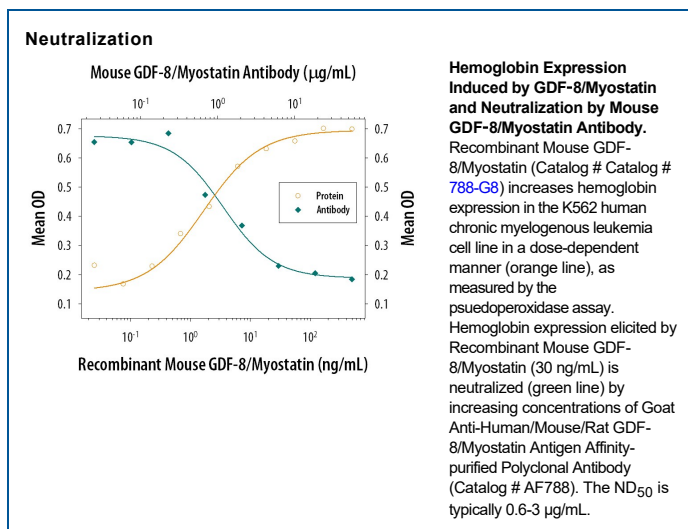 Neutralization
Mouse GDF-8/Myostatin Antibody (μg/mL)
10⁻¹ 10⁰ 10¹
0.7 0.7
0.6 0.6
0.5 0.5
0.4 0.4
0.3 0.3
0.2 0.2
0.1 0.1
Mean OD
Mean OD
Protein
Antibody
10⁻¹ 10⁰ 10¹ 10²
Recombinant Mouse GDF-8/Myostatin (ng/mL)
Hemoglobin Expression
Induced by GDF-8/Myostatin
and Neutralization by Mouse
GDF-8/Myostatin Antibody.
Recombinant Mouse GDF-
8/Myostatin (Catalog # Catalog #
788-G8) increases hemoglobin
expression in the K562 human
chronic myelogenous leukemia
cell line in a dose-dependent
manner (orange line), as
measured by the
psuedoperoxidase assay.
Hemoglobin expression elicited by
Recombinant Mouse GDF-
8/Myostatin (30 ng/mL) is
neutralized (green line) by
increasing concentrations of Goat
Anti-Human/Mouse/Rat GDF-
8/Myostatin Antigen Affinity-
purified Polyclonal Antibody
(Catalog # AF788). The ND₅₀ is
typically 0.6-3 μg/mL.